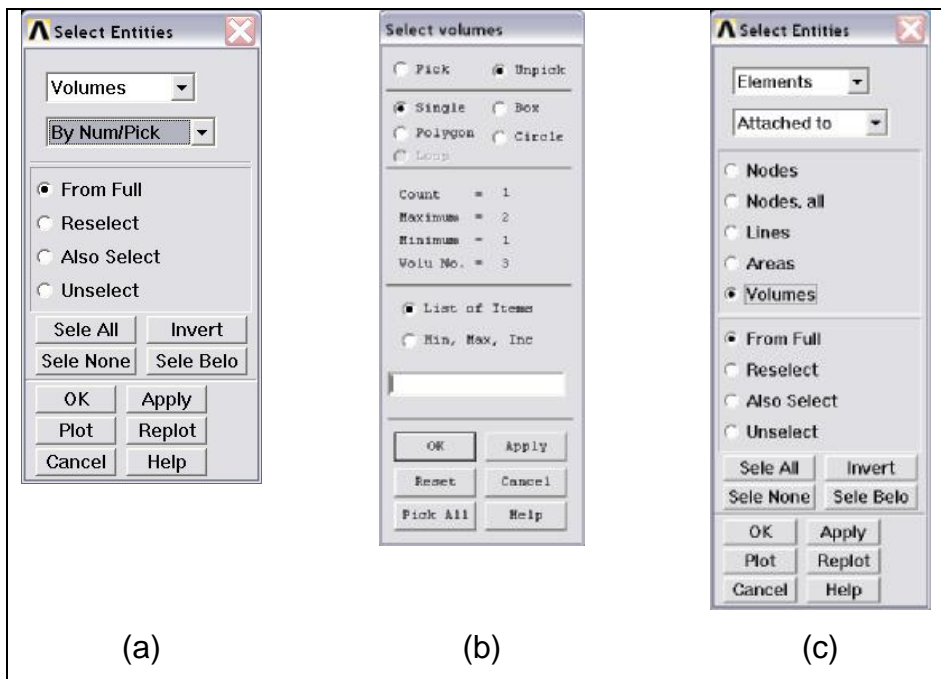 Select Entities
Volumes
By Num/Pick
From Full
Reselect
Also Select
Unselect
Sele All Invert
Sele None Sele Belo
OK Apply
Plot Replot
Cancel Help
(a)
Select volumes
Pick Unpick
Single Box
Polygon Circle
Loop
Count = 1
Maximum = 2
Minimum = 1
Volu No. = 3
List of Items
Min, Max, Inc
OK Apply
Reset Cancel
Pick All Help
(b)
Select Entities
Elements
Attached to
Nodes
Nodes, all
Lines
Areas
Volumes
From Full
Reselect
Also Select
Unselect
Sele All Invert
Sele None Sele Belo
OK Apply
Plot Replot
Cancel Help
(c)